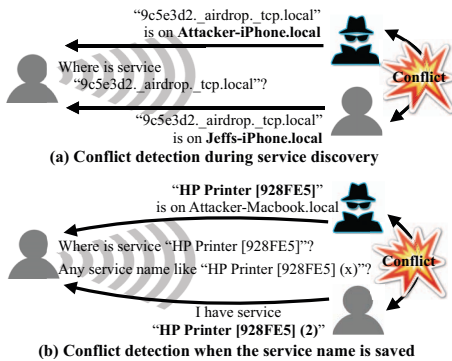 “9c5e3d2._airdrop._tcp.local”
is on Attacker-iPhone.local
Where is service
“9c5e3d2._airdrop._tcp.local”?
Conflict
“9c5e3d2._airdrop._tcp.local”
is on Jeffs-iPhone.local
(a) Conflict detection during service discovery
“HP Printer [928FE5]”
is on Attacker-Macbook.local
Where is service “HP Printer [928FE5]”?
Any service name like “HP Printer [928FE5] (x)”?
Conflict
I have service
“HP Printer [928FE5] (2)”
(b) Conflict detection when the service name is saved